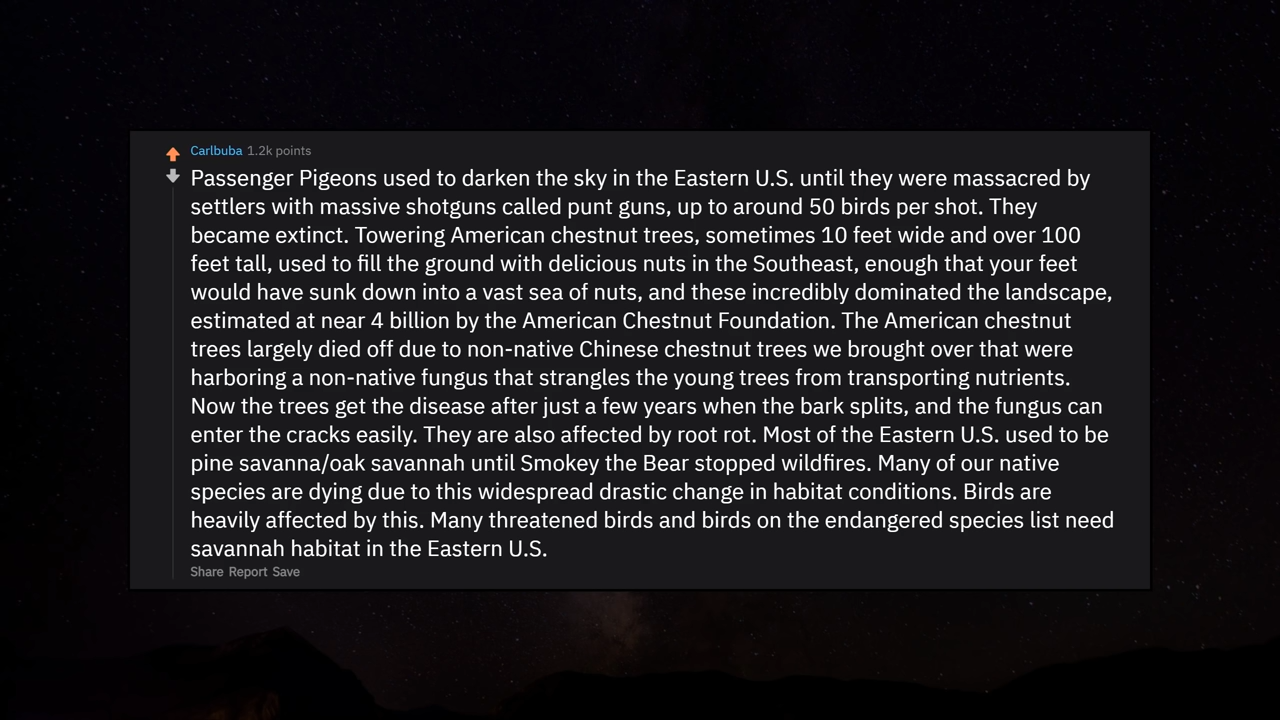 Carlbuba 1.2k points
Passenger Pigeons used to darken the sky in the Eastern U.S. until they were massacred by
settlers with massive shotguns called punt guns, up to around 50 birds per shot. They
became extinct. Towering American chestnut trees, sometimes 10 feet wide and over 100
feet tall, used to fill the ground with delicious nuts in the Southeast, enough that your feet
would have sunk down into a vast sea of nuts, and these incredibly dominated the landscape,
estimated at near 4 billion by the American Chestnut Foundation. The American chestnut
trees largely died off due to non-native Chinese chestnut trees we brought over that were
harboring a non-native fungus that strangles the young trees from transporting nutrients.
Now the trees get the disease after just a few years when the bark splits, and the fungus can
enter the cracks easily. They are also affected by root rot. Most of the Eastern U.S. used to be
pine savanna/oak savannah until Smokey the Bear stopped wildfires. Many of our native
species are dying due to this widespread drastic change in habitat conditions. Birds are
heavily affected by this. Many threatened birds and birds on the endangered species list need
savannah habitat in the Eastern U.S.
Share Report Save